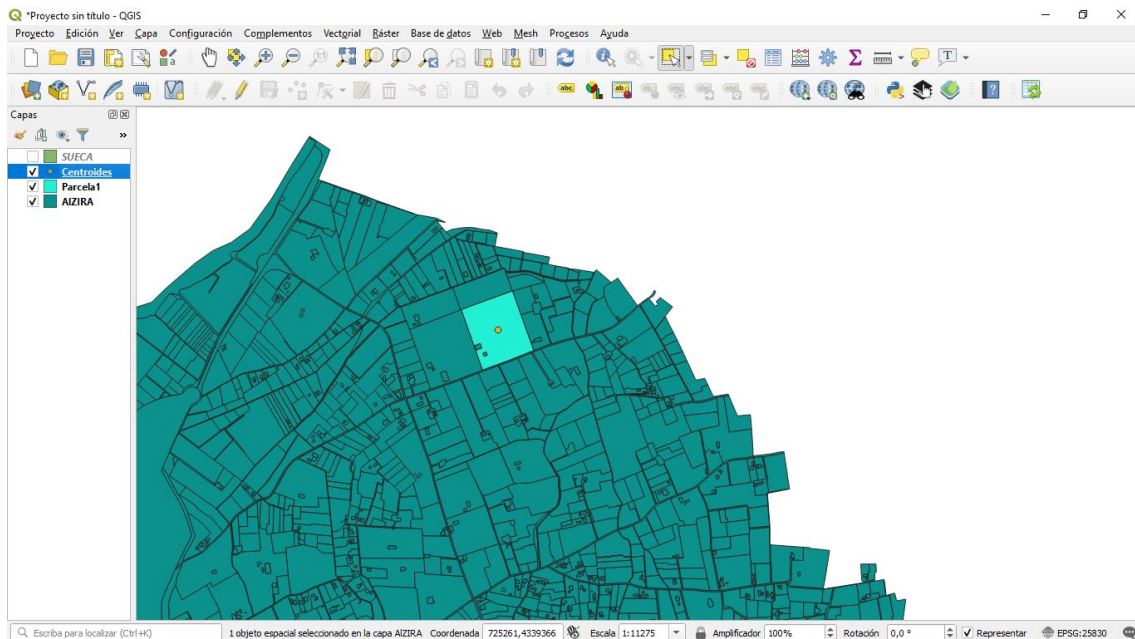 *Proyecto sin título - QGIS
Proyecto Edición Ver Capa Configuración Complementos Vectorial Ráster Base de datos Web Mesh Procesos Ayuda
Capas
SUECA
Centroides
Parcela1
AlZIRA
Escriba para localizar (Ctrl+K) 1 objeto espacial seleccionado en la capa AlZIRA Coordenada 725261,4339366 Escala 1:11275 Amplificador 100% Rotación 0,0 ° Representar EPSG:25830